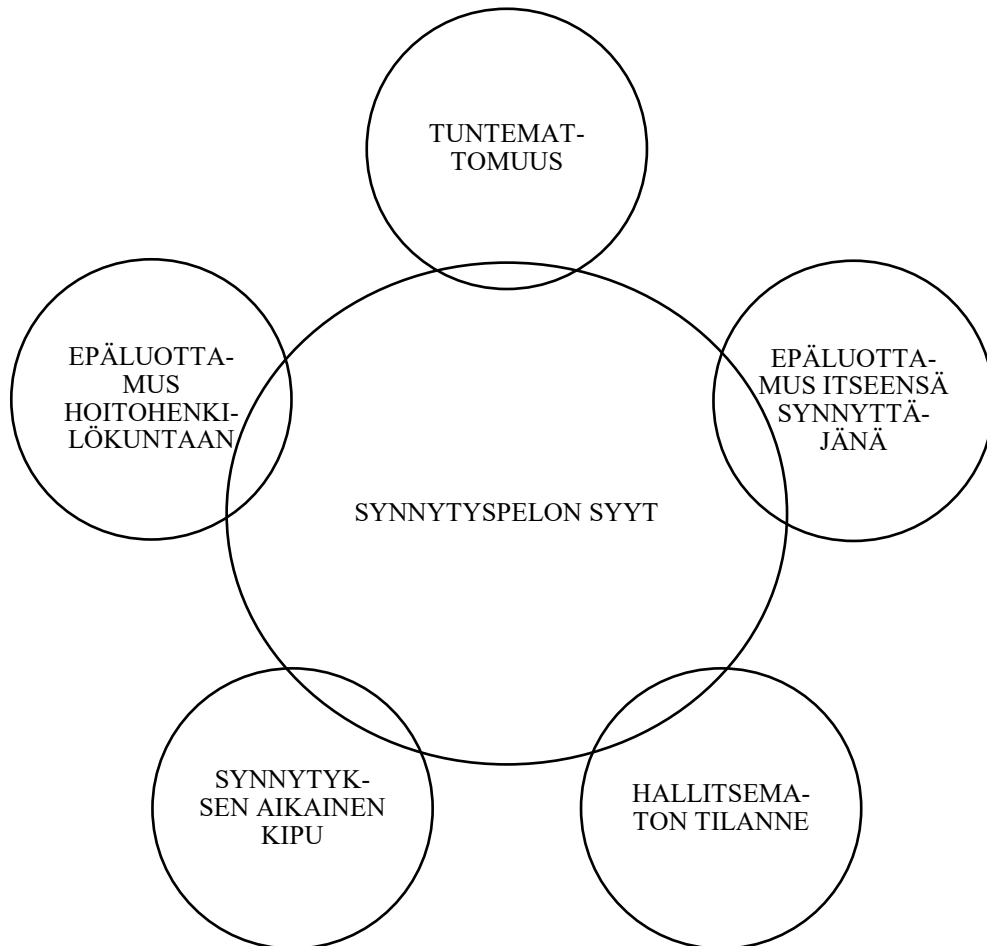 TUNTEMAT-
TOMUUS
EPÄLUOTTA-
MUS
HOITOHENKI-
LÖKUNTAAN
EPÄLUOTTA-
MUS ITSEENSÄ
SYNNYTTÄ-
JÄNÄ
SYNNYTYSPELON SYYT
SYNNYTYK-
SEN AIKAINEN
KIPU
HALLITSEMA-
TON TILANNE